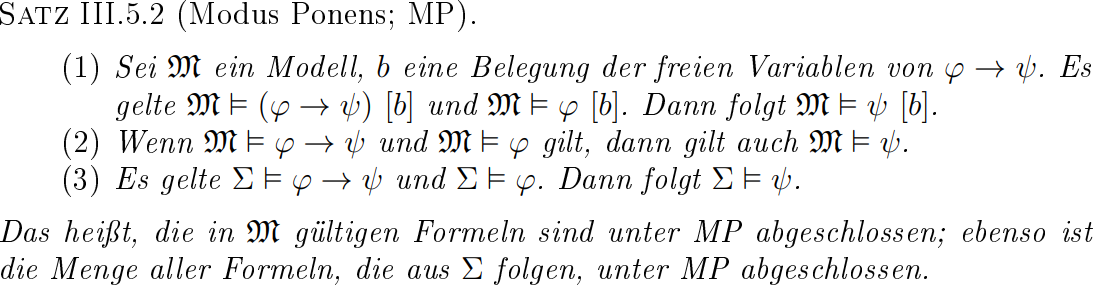 SATZ III.5.2 (Modus Ponens; MP).
(1) Sei 𝔐 ein Modell, b eine Belegung der freien Variablen von φ → ψ. Es
gelte 𝔐 ⊨ (φ → ψ) [b] und 𝔐 ⊨ φ [b]. Dann folgt 𝔐 ⊨ ψ [b].
(2) Wenn 𝔐 ⊨ φ → ψ und 𝔐 ⊨ φ gilt, dann gilt auch 𝔐 ⊨ ψ.
(3) Es gelte Σ ⊨ φ → ψ und Σ ⊨ φ. Dann folgt Σ ⊨ ψ.
Das heißt, die in 𝔐 gültigen Formeln sind unter MP abgeschlossen; ebenso ist
die Menge aller Formeln, die aus Σ folgen, unter MP abgeschlossen.